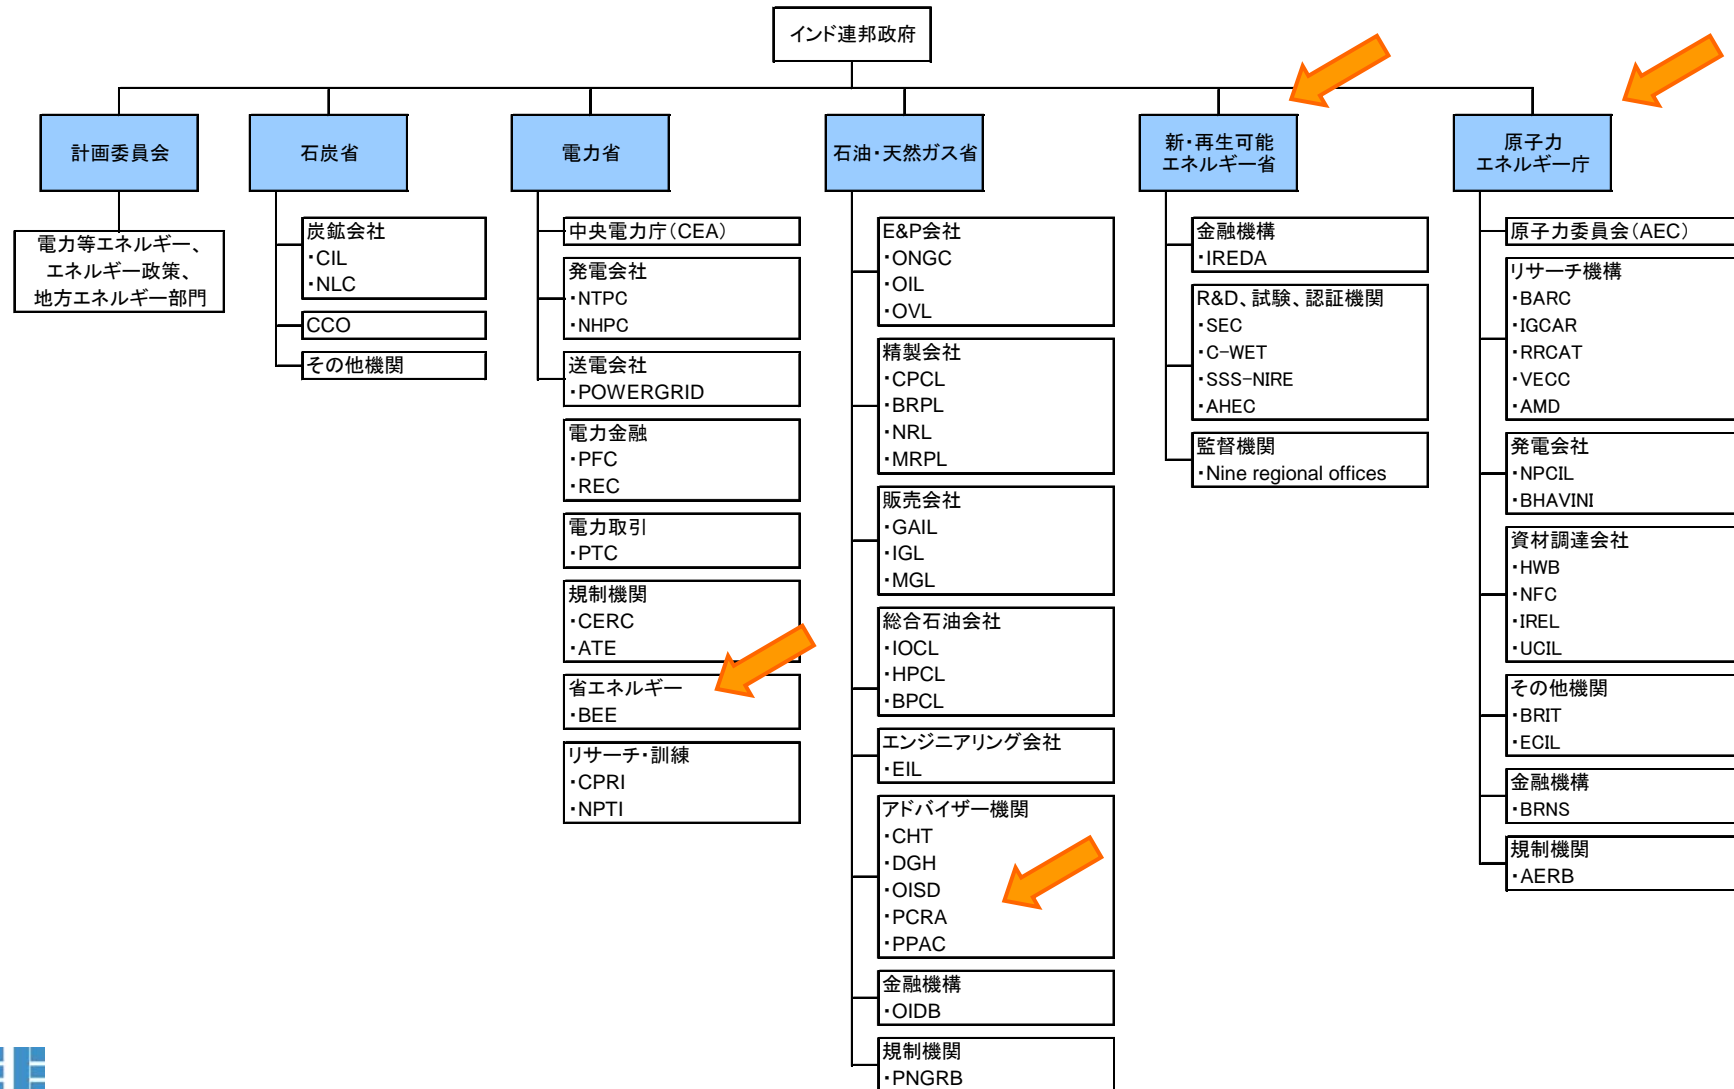 インド連邦政府
計画委員会
電力等エネルギー、
エネルギー政策、
地方エネルギー部門
石炭省
炭鉱会社
・CIL
・NLC
CCO
その他機関
電力省
中央電力庁(CEA)
発電会社
・NTPC
・NHPC
送電会社
・POWERGRID
電力金融
・PFC
・REC
電力取引
・PTC
規制機関
・CERC
・ATE
省エネルギー
・BEE
リサーチ・訓練
・CPRI
・NPTI
石油・天然ガス省
E&P会社
・ONGC
・OIL
・OVL
精製会社
・CPCL
・BRPL
・NRL
・MRPL
販売会社
・GAIL
・IGL
・MGL
総合石油会社
・IOCL
・HPCL
・BPCL
エンジニアリング会社
・EIL
アドバイザー機関
・CHT
・DGH
・OISD
・PCRA
・PPAC
金融機構
・OIDB
規制機関
・PNGRB
新・再生可能
エネルギー省
金融機構
・IREDA
R&D、試験、認証機関
・SEC
・C-WET
・SSS-NIRE
・AHEC
監督機関
・Nine regional offices
原子力
エネルギー庁
原子力委員会(AEC)
リサーチ機構
・BARC
・IGCAR
・RRCAT
・VECC
・AMD
発電会社
・NPCIL
・BHAVINI
資材調達会社
・HWB
・NFC
・IREL
・UCIL
その他機関
・BRIT
・ECIL
金融機構
・BRNS
規制機関
・AERB